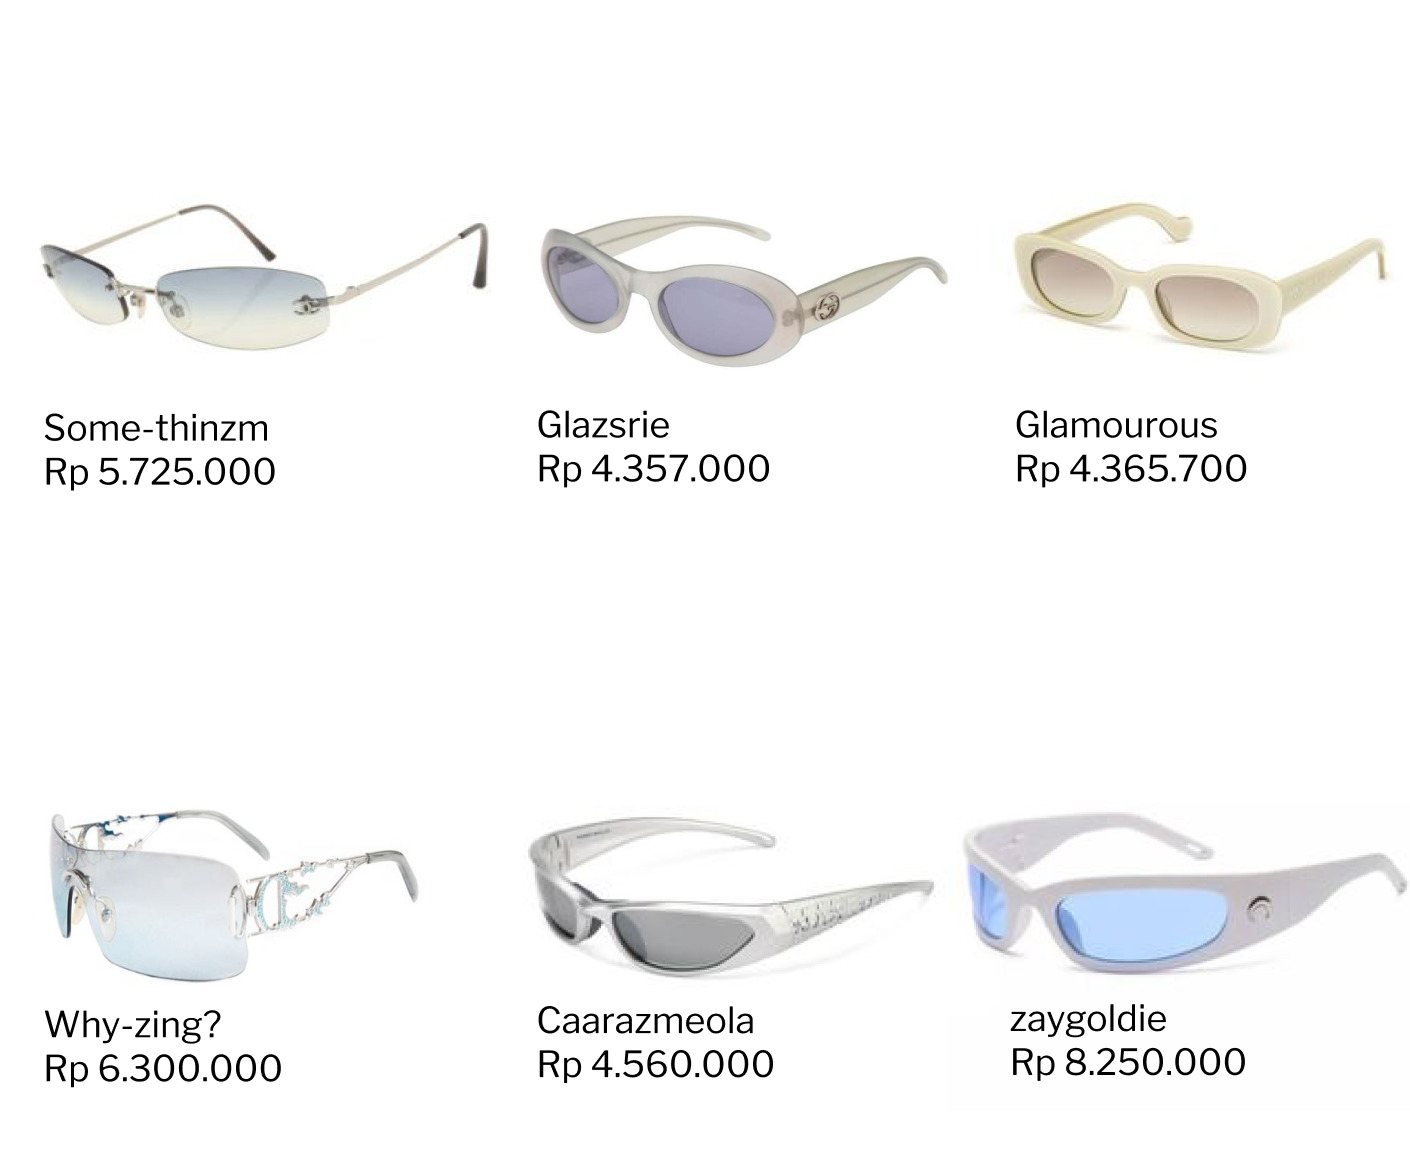 Some-thinzm
Rp 5.725.000
Glazsrie
Rp 4.357.000
Glamourous
Rp 4.365.700
Why-zing?
Rp 6.300.000
Caarazmeola
Rp 4.560.000
zaygoldie
Rp 8.250.000